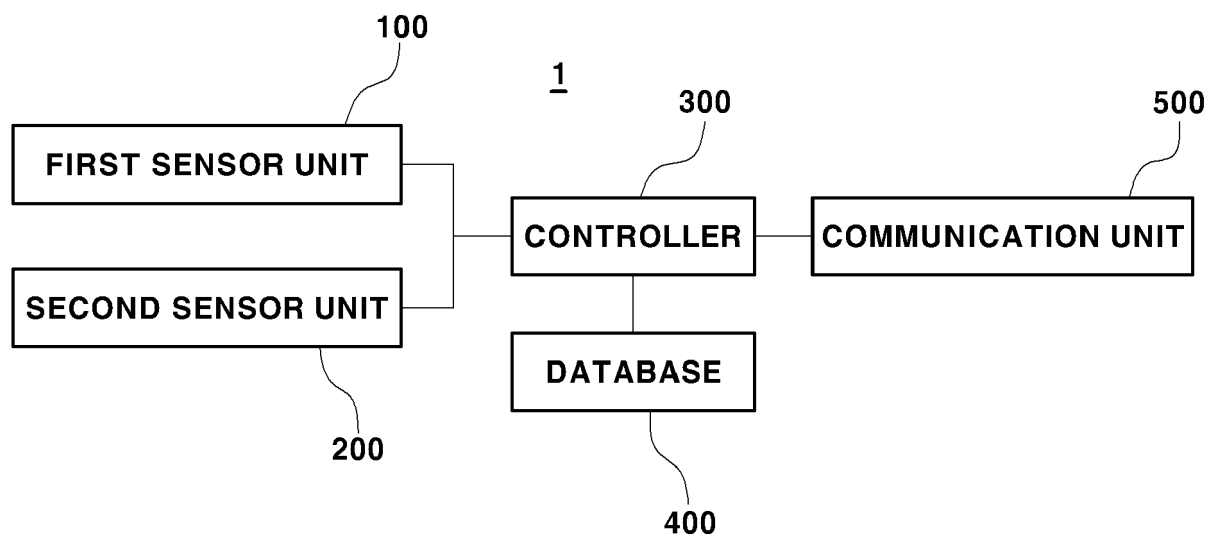 100
1
300
500
FIRST SENSOR UNIT
CONTROLLER
COMMUNICATION UNIT
SECOND SENSOR UNIT
DATABASE
200
400